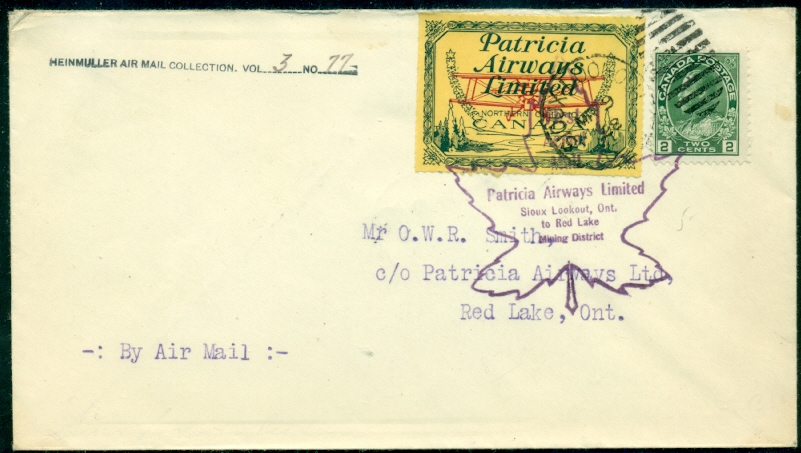 HEINMULLER AIR MAIL COLLECTION. VOL 3 NO 77
Patricia
Airways
Limited
NORTHERN
CANADA
CANADA POSTAGE
2 TWO CENTS 2
Patricia Airways Limited
Sioux Lookout, Ont.
to Red Lake
Mining District
Mr O.W.R. Smith,
c/o Patricia Airways Ltd,
Red Lake, Ont.
-: By Air Mail :-